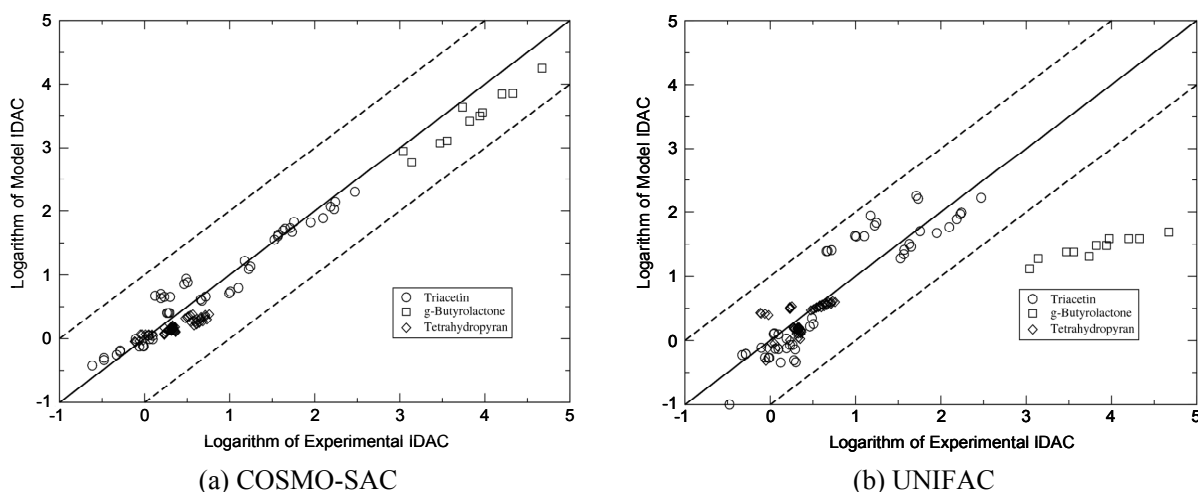 5
4
3
2
1
0
-1
Logarithm of Model IDAC
-1 0 1 2 3 4 5
Logarithm of Experimental IDAC
Triacetin
g-Butyrolactone
Tetrahydropyran
(a) COSMO-SAC
5
4
3
2
1
0
-1
Logarithm of Model IDAC
-1 0 1 2 3 4 5
Logarithm of Experimental IDAC
Triacetin
g-Butyrolactone
Tetrahydropyran
(b) UNIFAC